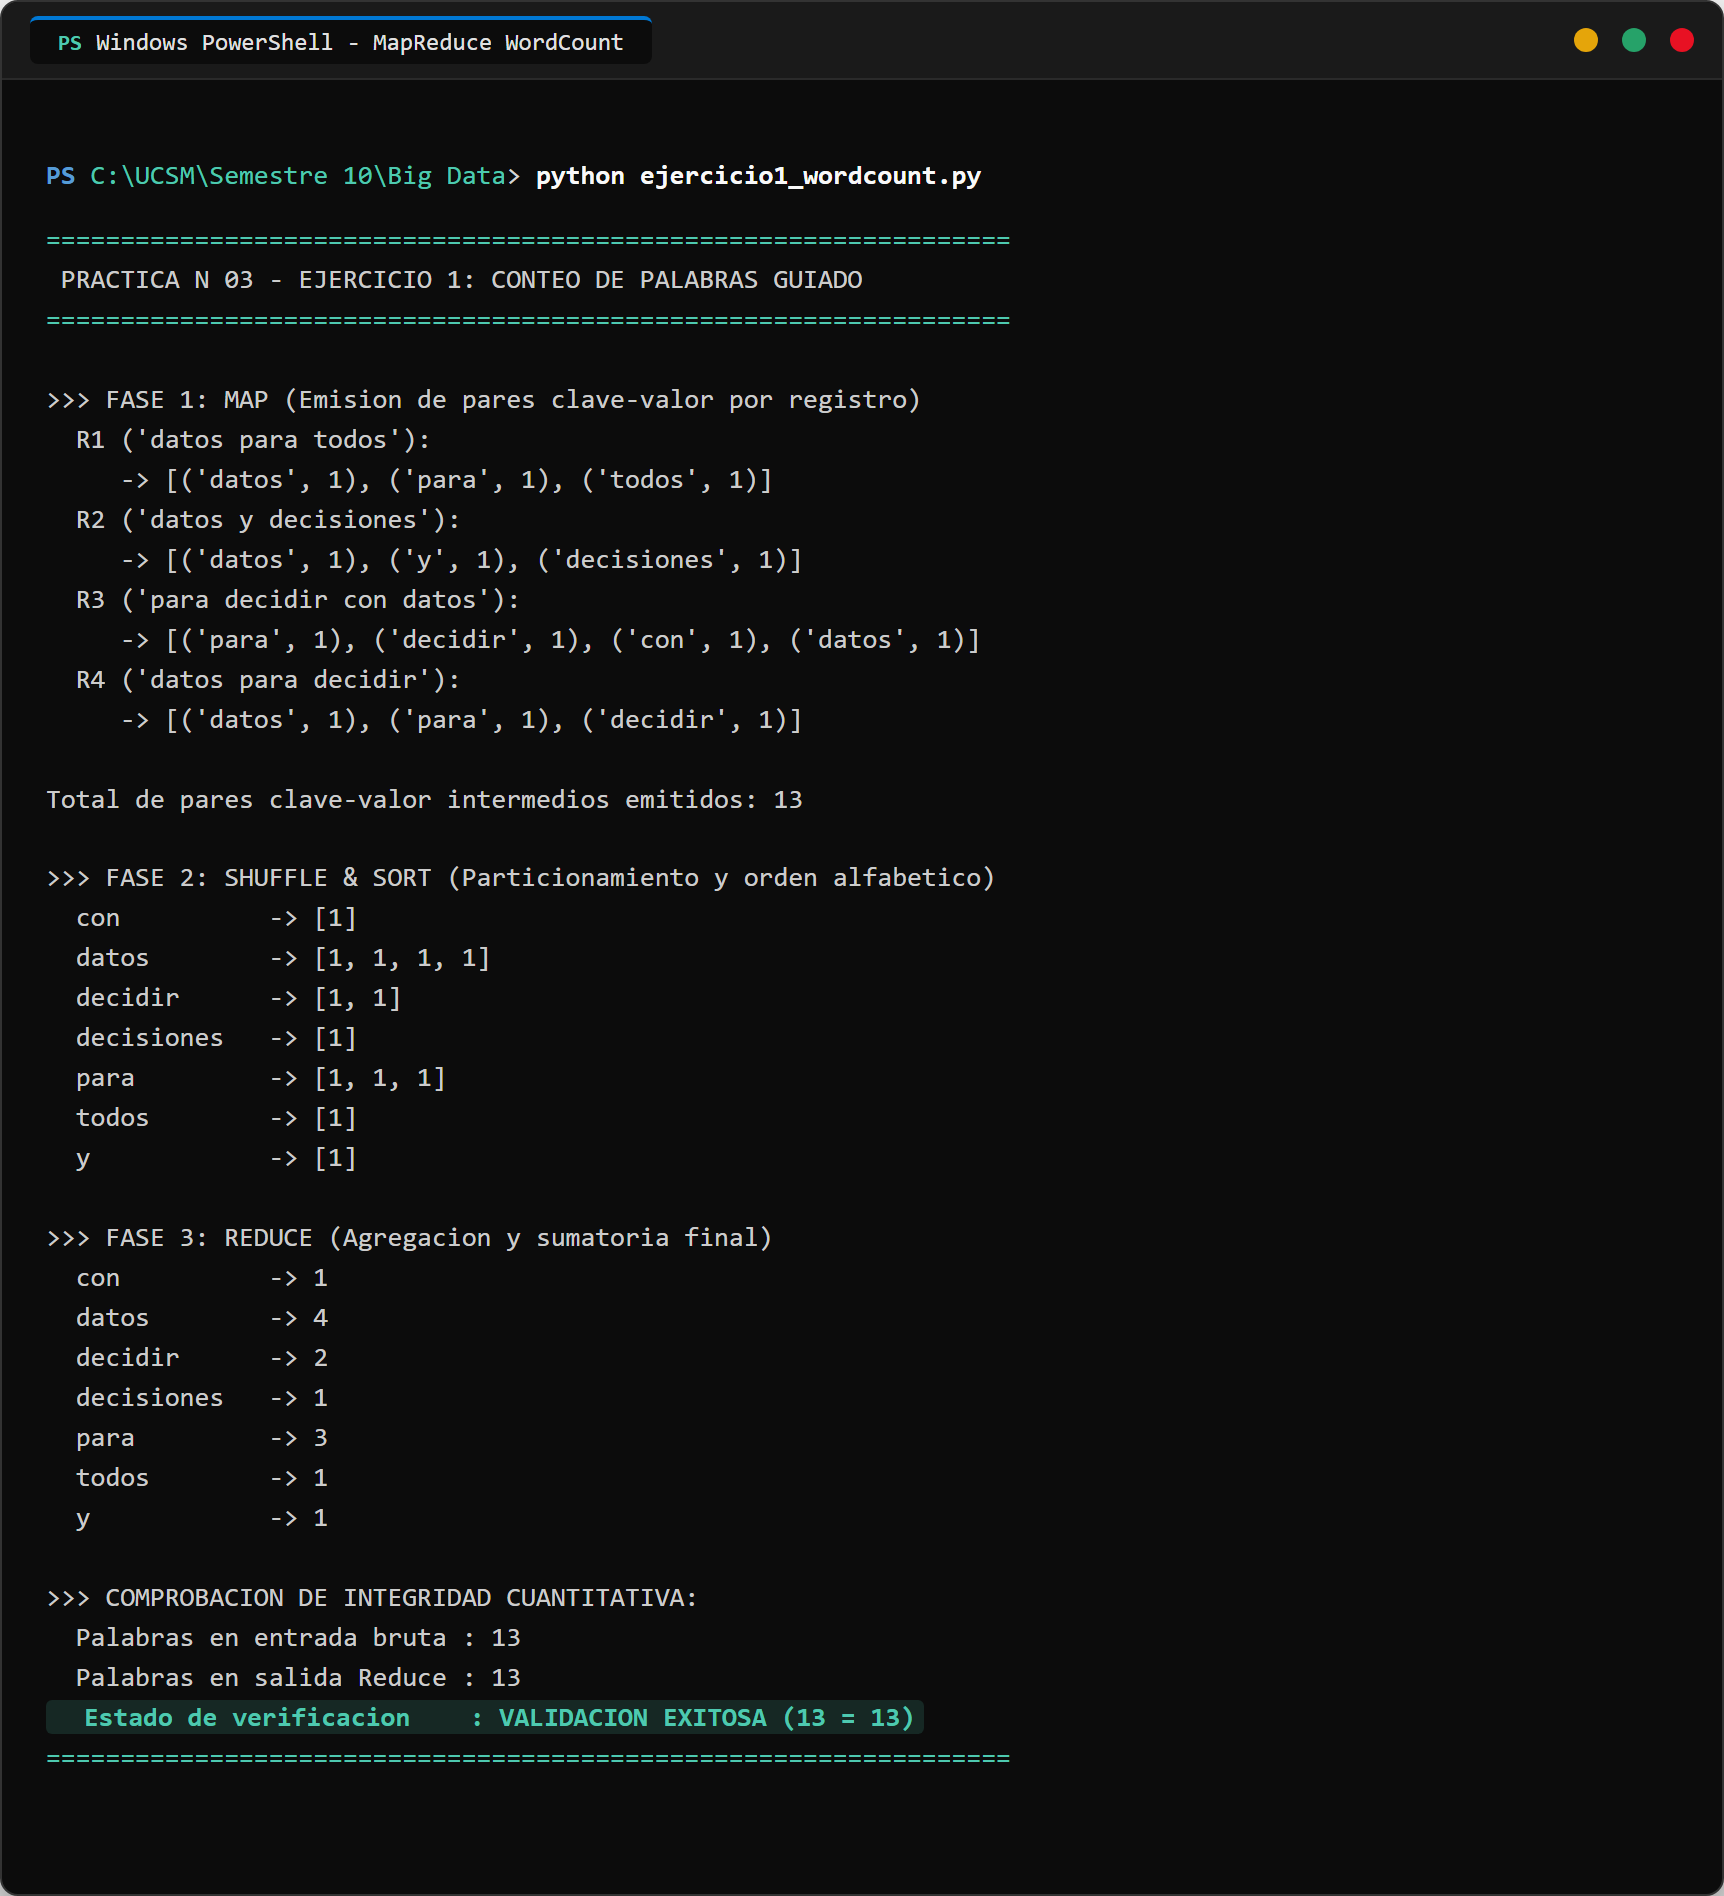 PS Windows PowerShell - MapReduce WordCount
PS C:\UCSM\Semestre 10\Big Data> python ejercicio1_wordcount.py
=================================================================
 PRACTICA N 03 - EJERCICIO 1: CONTEO DE PALABRAS GUIADO
=================================================================
>>> FASE 1: MAP (Emision de pares clave-valor por registro)
  R1 ('datos para todos'):
     -> [('datos', 1), ('para', 1), ('todos', 1)]
  R2 ('datos y decisiones'):
     -> [('datos', 1), ('y', 1), ('decisiones', 1)]
  R3 ('para decidir con datos'):
     -> [('para', 1), ('decidir', 1), ('con', 1), ('datos', 1)]
  R4 ('datos para decidir'):
     -> [('datos', 1), ('para', 1), ('decidir', 1)]
Total de pares clave-valor intermedios emitidos: 13
>>> FASE 2: SHUFFLE & SORT (Particionamiento y orden alfabetico)
  con          -> [1]
  datos        -> [1, 1, 1, 1]
  decidir      -> [1, 1]
  decisiones   -> [1]
  para         -> [1, 1, 1]
  todos        -> [1]
  y            -> [1]
>>> FASE 3: REDUCE (Agregacion y sumatoria final)
  con          -> 1
  datos        -> 4
  decidir      -> 2
  decisiones   -> 1
  para         -> 3
  todos        -> 1
  y            -> 1
>>> COMPROBACION DE INTEGRIDAD CUANTITATIVA:
  Palabras en entrada bruta : 13
  Palabras en salida Reduce : 13
  Estado de verificacion    : VALIDACION EXITOSA (13 = 13)
=================================================================